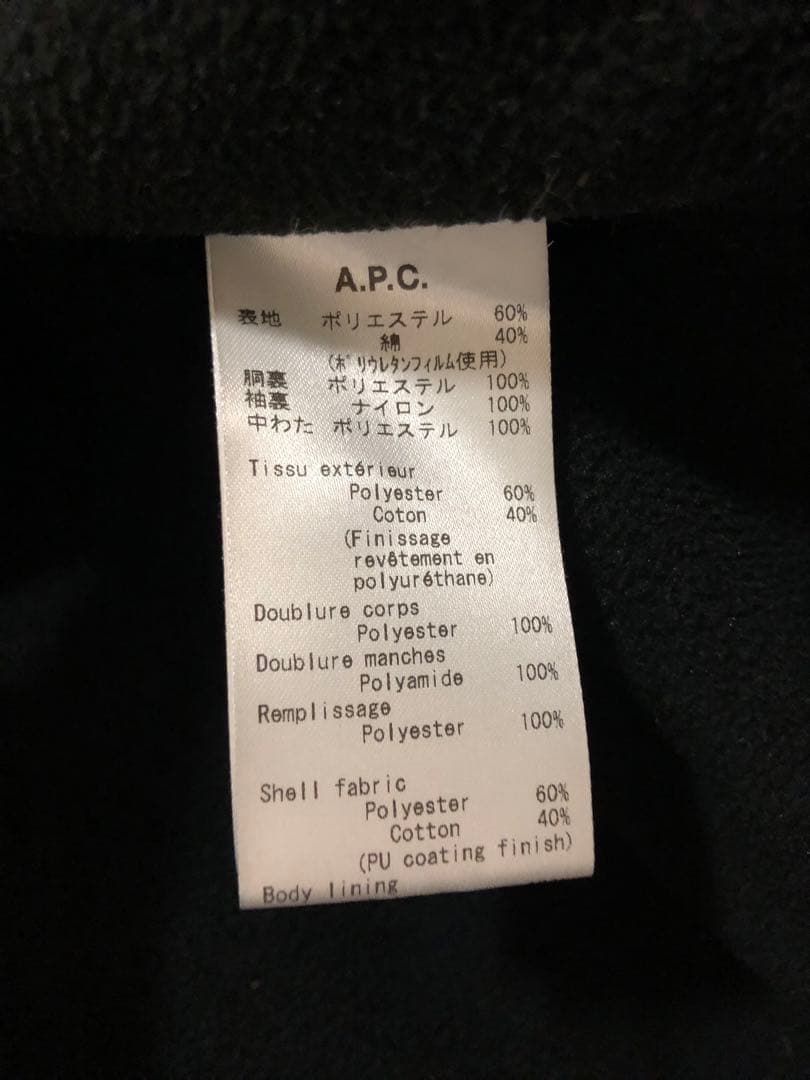 A.P.C.
表地 ポリエステル 60%
綿 40%
(ポリウレタンフィルム使用)
胴裏 ポリエステル 100%
袖裏 ナイロン 100%
中わた ポリエステル 100%
Tissu extérieur
Polyester 60%
Coton 40%
(Finissage
revêtement en
polyuréthane)
Doublure corps
Polyester 100%
Doublure manches
Polyamide 100%
Remplissage
Polyester 100%
Shell fabric
Polyester 60%
Cotton 40%
(PU coating finish)
Body lining